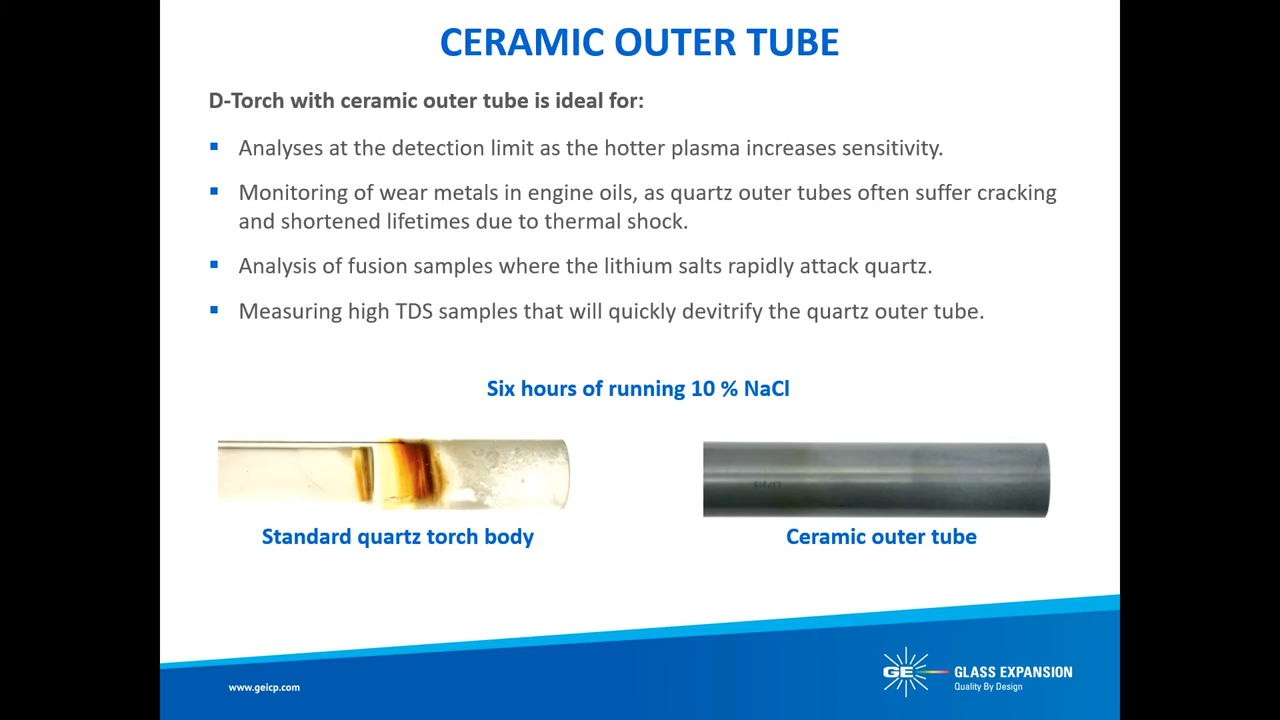 CERAMIC OUTER TUBE
D-Torch with ceramic outer tube is ideal for:
Analyses at the detection limit as the hotter plasma increases sensitivity.
Monitoring of wear metals in engine oils, as quartz outer tubes often suffer cracking
and shortened lifetimes due to thermal shock.
Analysis of fusion samples where the lithium salts rapidly attack quartz.
Measuring high TDS samples that will quickly devitrify the quartz outer tube.
Six hours of running 10 % NaCl
Standard quartz torch body
Ceramic outer tube
www.geicp.com
GE
GLASS EXPANSION
Quality By Design